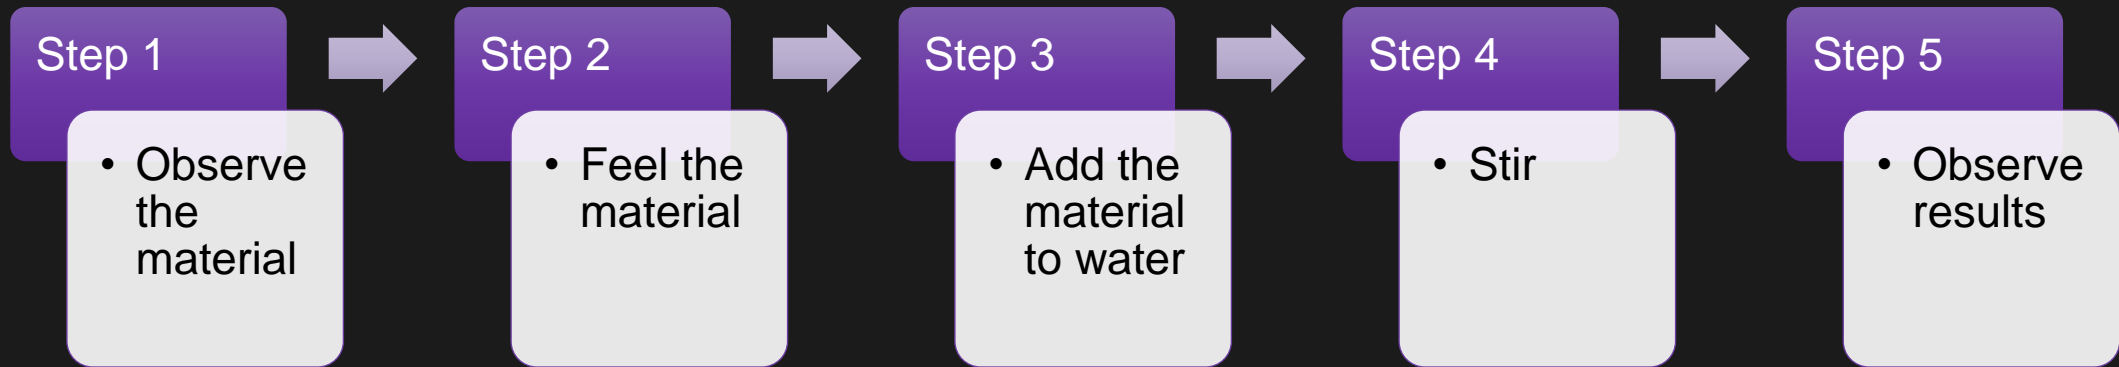 Step 1
• Observe
the
material
Step 2
• Feel the
material
Step 3
• Add the
material
to water
Step 4
• Stir
Step 5
• Observe
results